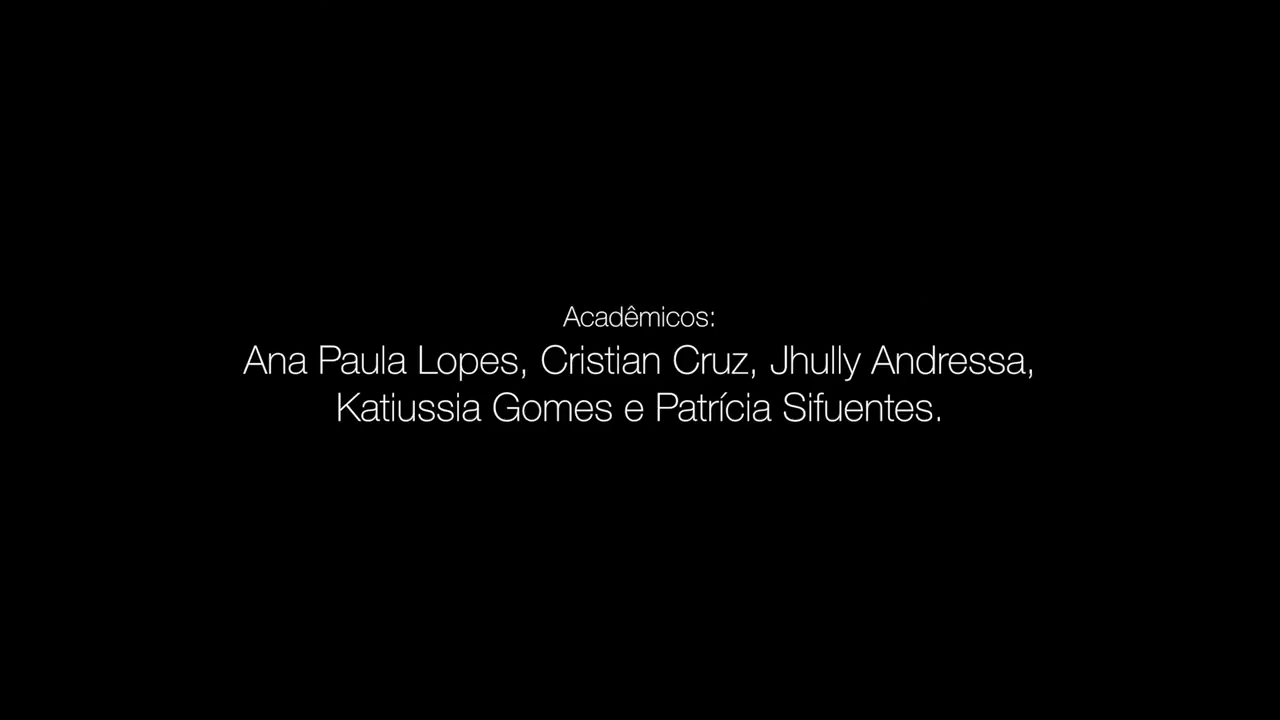 Acadêmicos:
Ana Paula Lopes, Cristian Cruz, Jhully Andressa,
Katiussia Gomes e Patrícia Sifuentes.